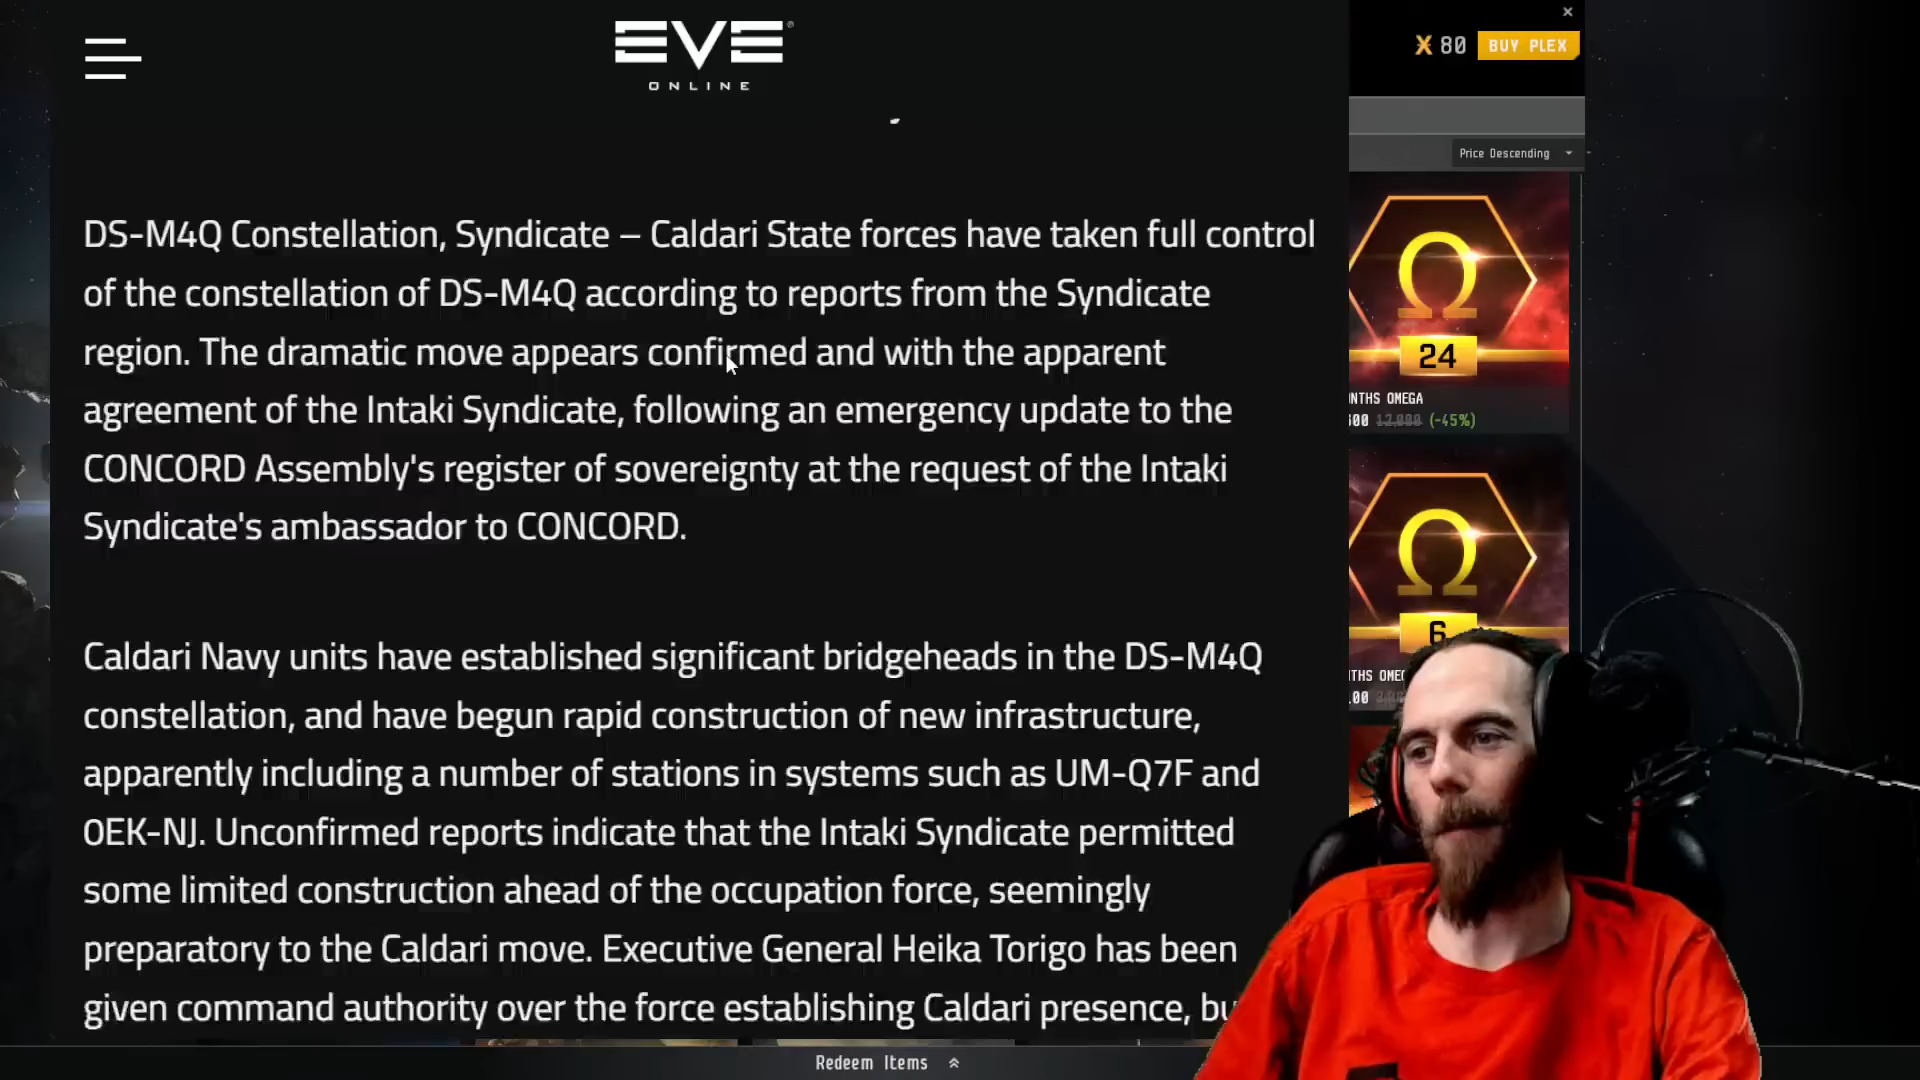 EVE
ONLINE
80
BUY PLEX
Price Descending
DS-M4Q Constellation, Syndicate – Caldari State forces have taken full control
of the constellation of DS-M4Q according to reports from the Syndicate
region. The dramatic move appears confirmed and with the apparent
agreement of the Intaki Syndicate, following an emergency update to the
CONCORD Assembly's register of sovereignty at the request of the Intaki
Syndicate's ambassador to CONCORD.
Caldari Navy units have established significant bridgeheads in the DS-M4Q
constellation, and have begun rapid construction of new infrastructure,
apparently including a number of stations in systems such as UM-Q7F and
0EK-NJ. Unconfirmed reports indicate that the Intaki Syndicate permitted
some limited construction ahead of the occupation force, seemingly
preparatory to the Caldari move. Executive General Heika Torigo has been
given command authority over the force establishing Caldari presence,
Ω
24
OMEGA
(-45%)
Ω
6
Redeem Items